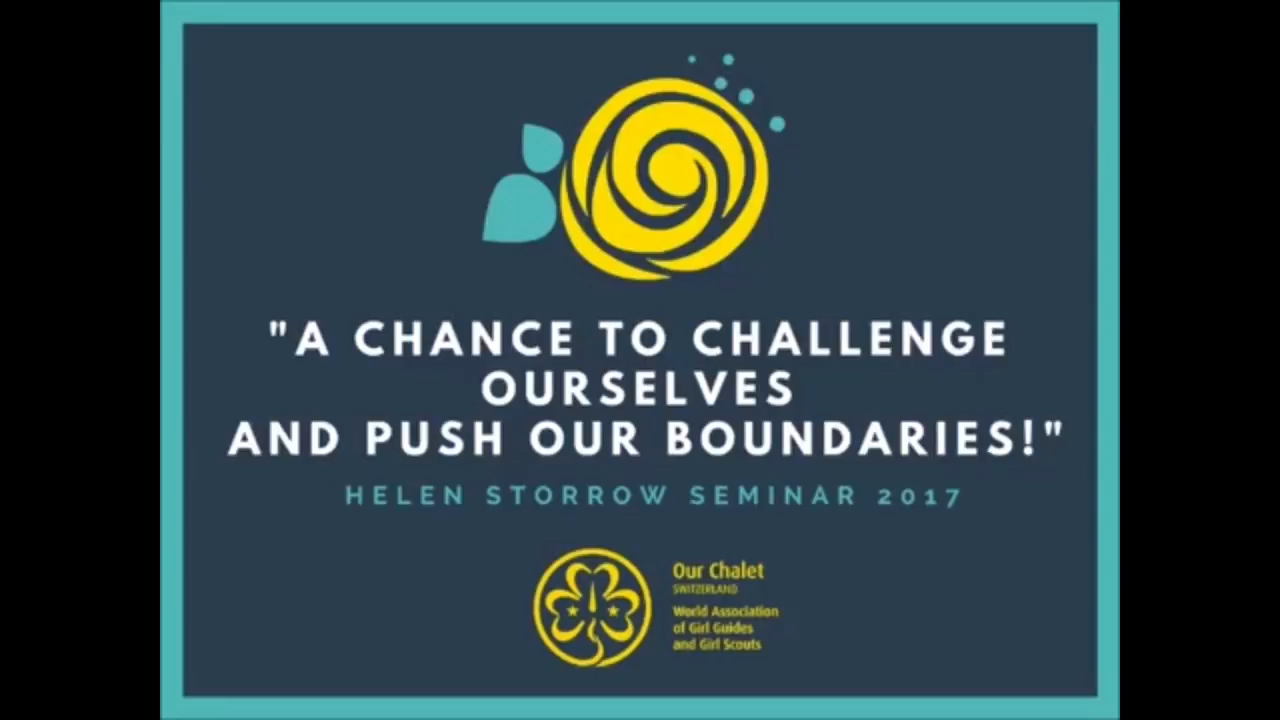 "A CHANCE TO CHALLENGE
OURSELVES
AND PUSH OUR BOUNDARIES!"
HELEN STORROW SEMINAR 2017
Our Chalet
SWITZERLAND
World Association
of Girl Guides
and Girl Scouts